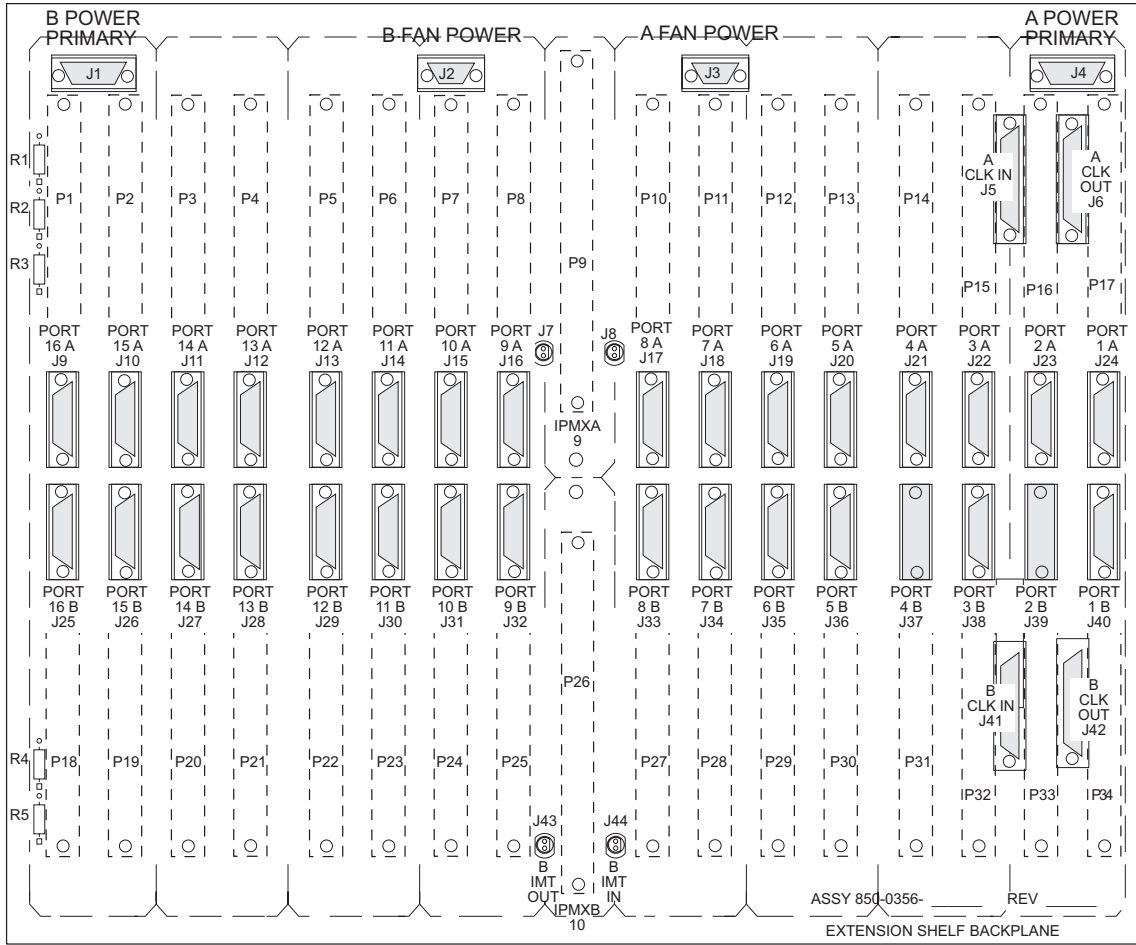 B POWER
PRIMARY
B FAN POWER
A FAN POWER
A POWER
PRIMARY
J1
J2
J3
J4
R1
R2
R3
P1
P2
P3
P4
P5
P6
P7
P8
P9
P10
P11
P12
P13
P14
P15
P16
P17
A
CLK IN
J5
A
CLK
OUT
J6
PORT
16 A
J9
PORT
15 A
J10
PORT
14 A
J11
PORT
13 A
J12
PORT
12 A
J13
PORT
11 A
J14
PORT
10 A
J15
PORT
9 A
J16
J7
J8
PORT
8 A
J17
PORT
7 A
J18
PORT
6 A
J19
PORT
5 A
J20
PORT
4 A
J21
PORT
3 A
J22
PORT
2 A
J23
PORT
1 A
J24
IPMXA
9
PORT
16 B
J25
PORT
15 B
J26
PORT
14 B
J27
PORT
13 B
J28
PORT
12 B
J29
PORT
11 B
J30
PORT
10 B
J31
PORT
9 B
J32
PORT
8 B
J33
PORT
7 B
J34
PORT
6 B
J35
PORT
5 B
J36
PORT
4 B
J37
PORT
3 B
J38
PORT
2 B
J39
PORT
1 B
J40
P26
B
CLK IN
J41
B
CLK
OUT
J42
R4
R5
P18
P19
P20
P21
P22
P23
P24
P25
P27
P28
P29
P30
P31
P32
P33
P34
J43
J44
B
IMT
OUT
B
IMT
IN
IPMXB
10
ASSY 850-0356- ______ REV ______
EXTENSION SHELF BACKPLANE